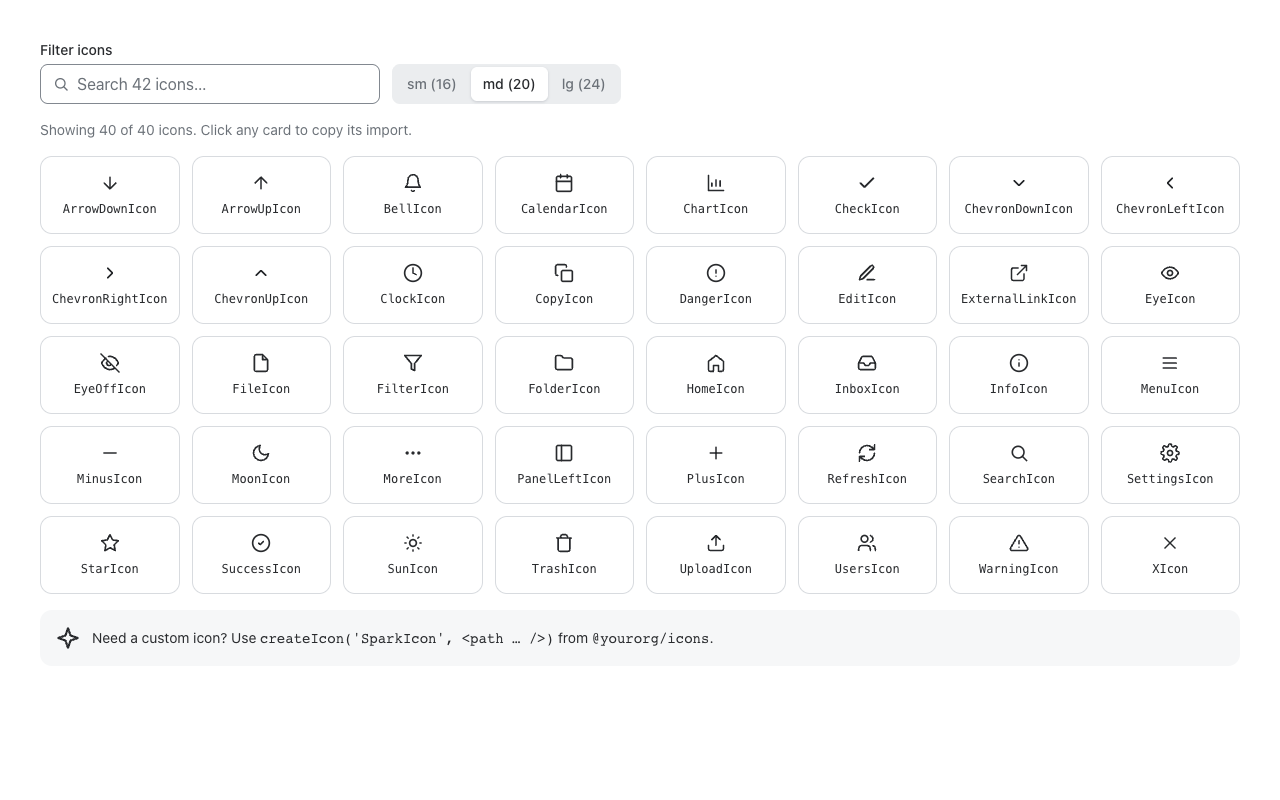 Filter icons
Search 42 icons...
sm (16) md (20) lg (24)
Showing 40 of 40 icons. Click any card to copy its import.
ArrowDownIcon ArrowUpIcon BellIcon CalendarIcon ChartIcon CheckIcon ChevronDownIcon ChevronLeftIcon
ChevronRightIcon ChevronUpIcon ClockIcon CopyIcon DangerIcon EditIcon ExternalLinkIcon EyeIcon
EyeOffIcon FileIcon FilterIcon FolderIcon HomeIcon InboxIcon InfoIcon MenuIcon
MinusIcon MoonIcon MoreIcon PanelLeftIcon PlusIcon RefreshIcon SearchIcon SettingsIcon
StarIcon SuccessIcon SunIcon TrashIcon UploadIcon UsersIcon WarningIcon XIcon
Need a custom icon? Use createIcon('SparkIcon', <path … />) from @yourorg/icons.